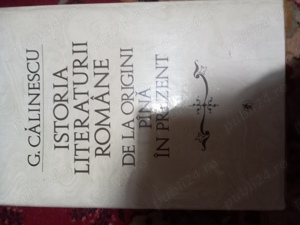 G. CĂLINESCU
ISTORIA
LITERATURII
ROMÂNE
DE LA ORIGINI
PÎNĂ
ÎN PREZENT